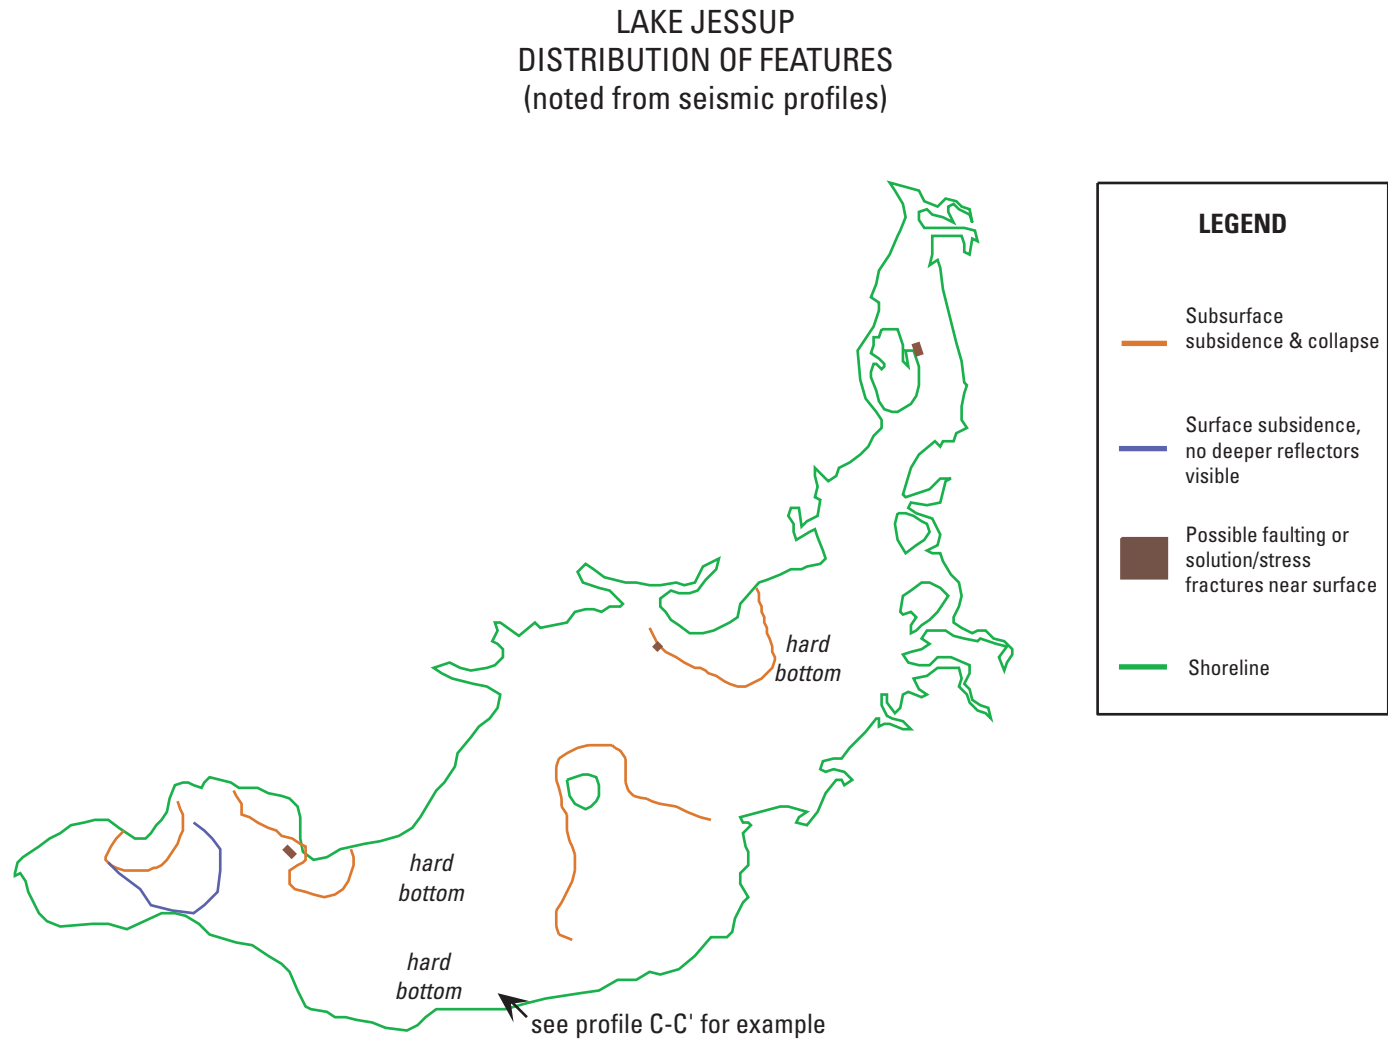 LAKE JESSUP
DISTRIBUTION OF FEATURES
(noted from seismic profiles)
LEGEND
Subsurface
subsidence & collapse
Surface subsidence,
no deeper reflectors
visible
Possible faulting or
solution/stress
fractures near surface
Shoreline
hard
bottom
hard
bottom
hard
bottom
see profile C-C' for example